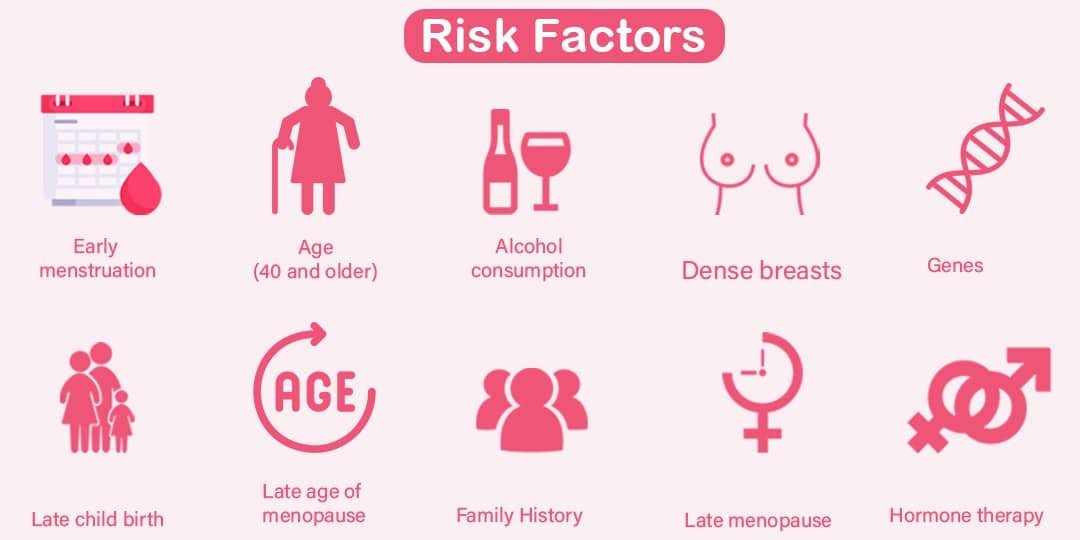 Risk Factors
Early
menstruation
Age
(40 and older)
Alcohol
consumption
Dense breasts
Genes
Late child birth
AGE
Late age of
menopause
Family History
Late menopause
Hormone therapy